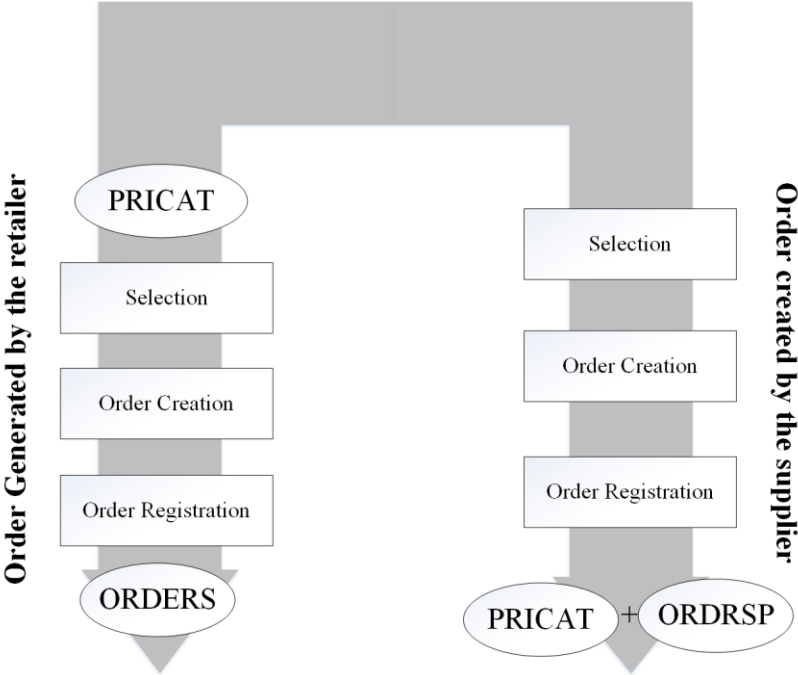 Order Generated by the retailer
PRICAT
Selection
Order Creation
Order Registration
ORDERS
Selection
Order Creation
Order Registration
PRICAT + ORDRSP
Order created by the supplier